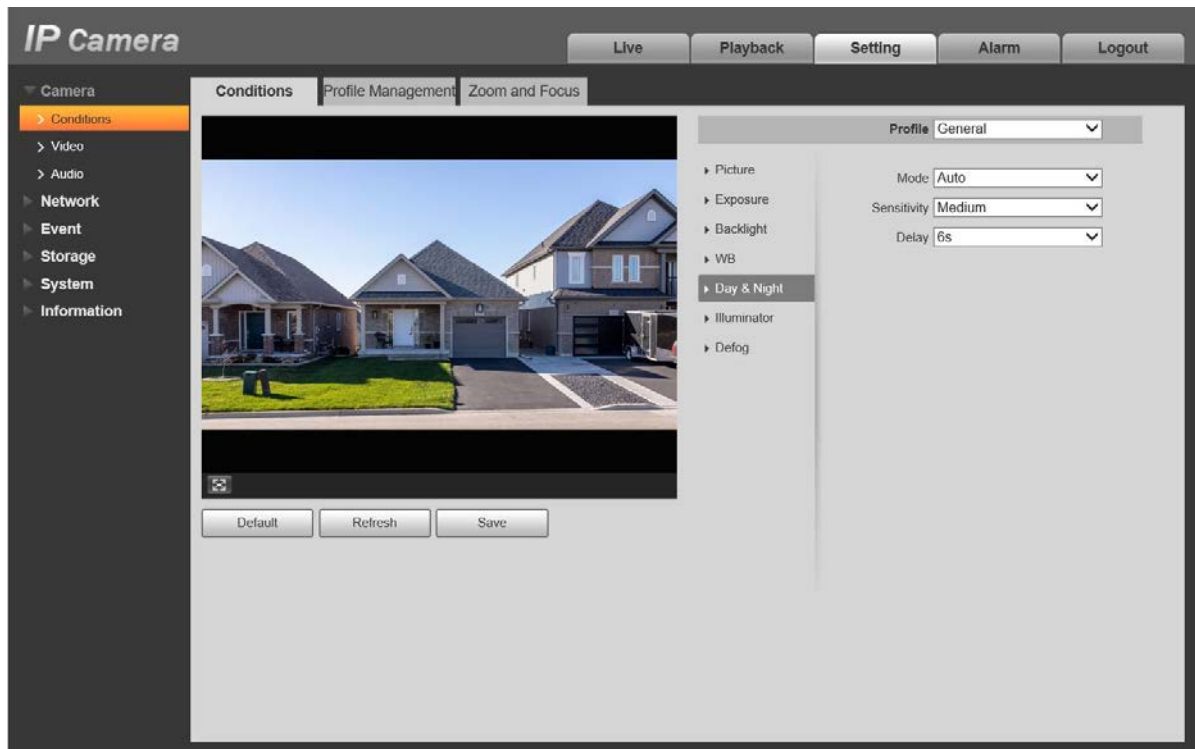 IP Camera
Live
Playback
Setting
Alarm
Logout
Camera
Conditions
Video
Audio
Network
Event
Storage
System
Information
Conditions
Profile Management
Zoom and Focus
Profile General
Picture
Exposure
Backlight
WB
Day & Night
Illuminator
Defog
Mode Auto
Sensitivity Medium
Delay 6s
Default
Refresh
Save